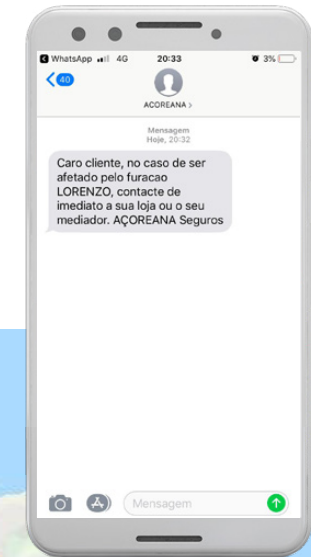 WhatsApp 4G 20:33 3%
40
ACOREANA >
Mensagem
Hoje, 20:32
Caro cliente, no caso de ser
afetado pelo furacao
LORENZO, contacte de
imediato a sua loja ou o seu
mediador. AÇOREANA Seguros
Mensagem